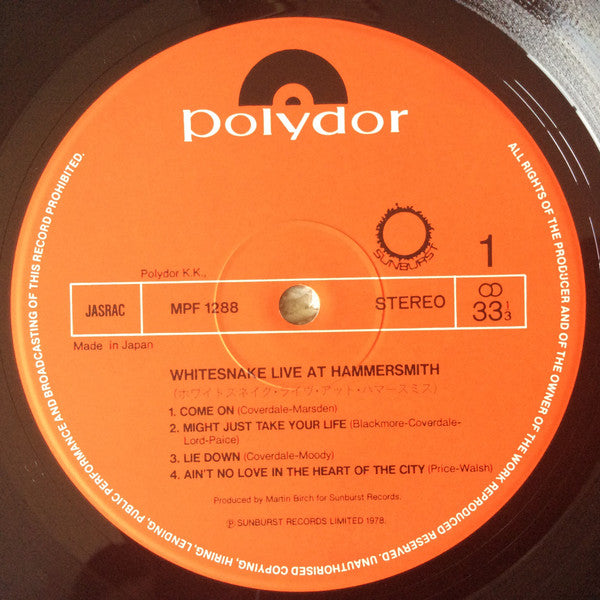 polydor
SUNBURST
1
Polydor K.K.,
JASRAC
MPF 1288
STEREO
33 1/3
Made in Japan
WHITESNAKE LIVE AT HAMMERSMITH
(ホワイトスネイク・ライヴ・アット・ハマースミス)
1. COME ON (Coverdale-Marsden)
2. MIGHT JUST TAKE YOUR LIFE (Blackmore-Coverdale-
Lord-Paice)
3. LIE DOWN (Coverdale-Moody)
4. AIN'T NO LOVE IN THE HEART OF THE CITY (Price-Walsh)
Produced by Martin Birch for Sunburst Records.
Ⓟ SUNBURST RECORDS LIMITED 1978.
ALL RIGHTS OF THE PRODUCER AND OF THE OWNER OF THE WORK REPRODUCED RESERVED. UNAUTHORISED COPYING, HIRING, LENDING, PUBLIC PERFORMANCE AND BROADCASTING OF THIS RECORD PROHIBITED.